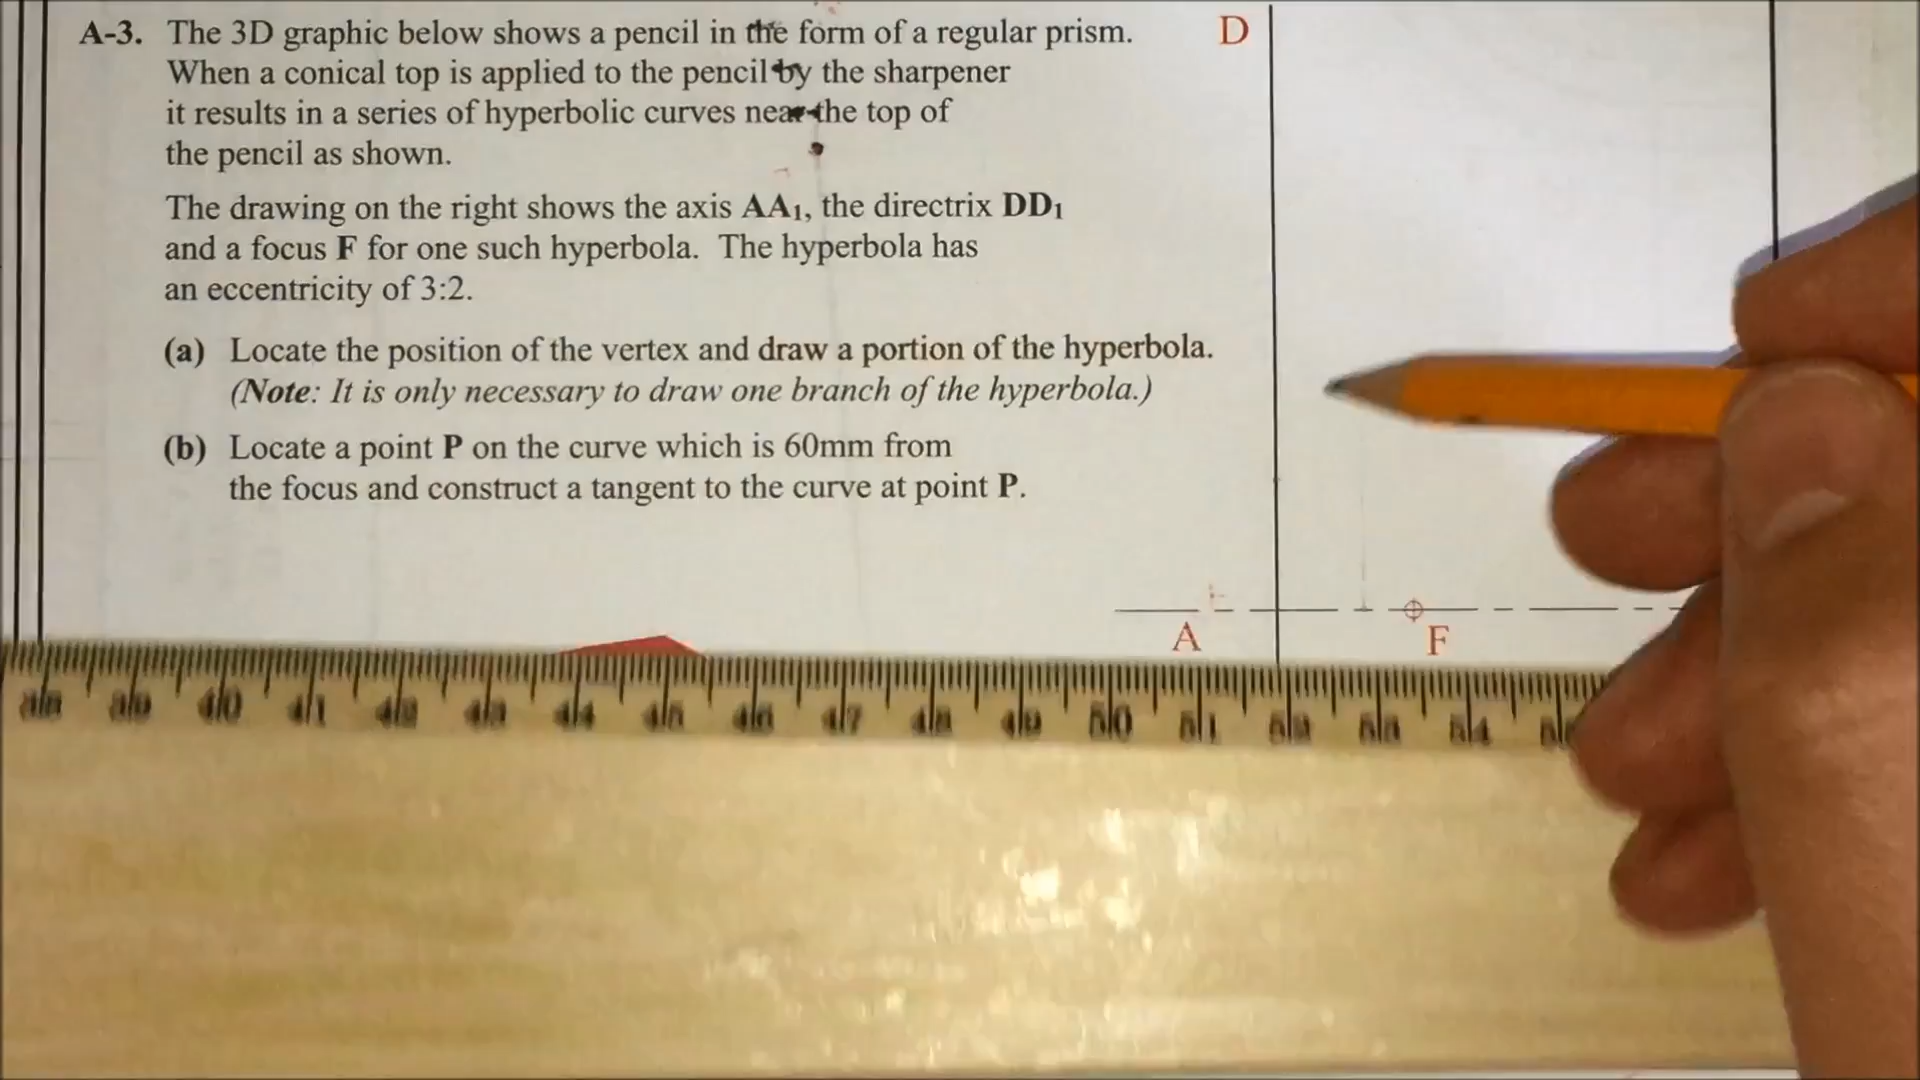 A-3. The 3D graphic below shows a pencil in the form of a regular prism.
When a conical top is applied to the pencil by the sharpener
it results in a series of hyperbolic curves near the top of
the pencil as shown.
The drawing on the right shows the axis AA₁, the directrix DD₁
and a focus F for one such hyperbola. The hyperbola has
an eccentricity of 3:2.
(a) Locate the position of the vertex and draw a portion of the hyperbola.
(Note: It is only necessary to draw one branch of the hyperbola.)
(b) Locate a point P on the curve which is 60mm from
the focus and construct a tangent to the curve at point P.
D
A
F
40 41 42 43 44 45 46 47 48 49 50 51 52 53 54